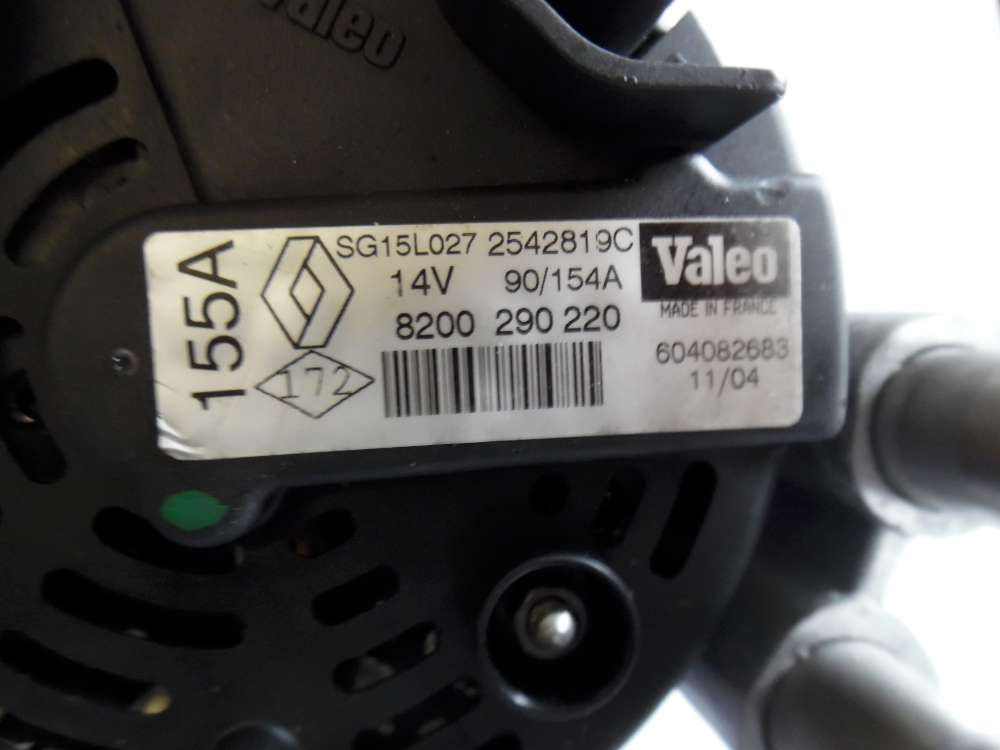 Valeo
155A
SG15L027 2542819C
14V 90/154A
8200 290 220
172
Valeo
MADE IN FRANCE
604082683
11/04